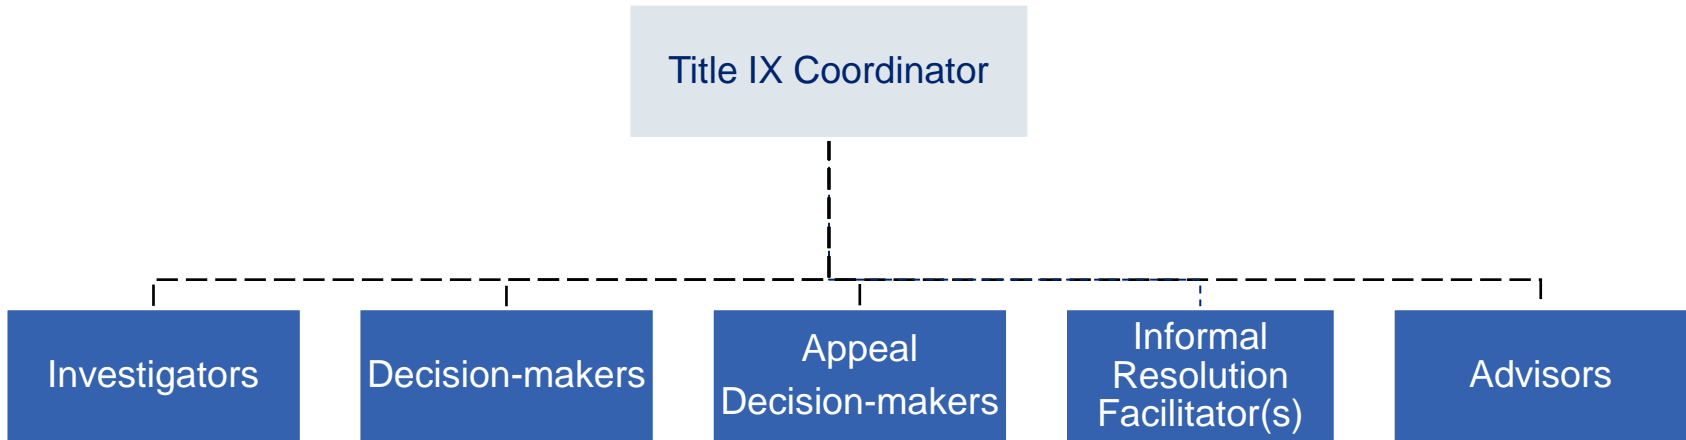 Title IX Coordinator
Investigators
Decision-makers
Appeal
Decision-makers
Informal
Resolution
Facilitator(s)
Advisors